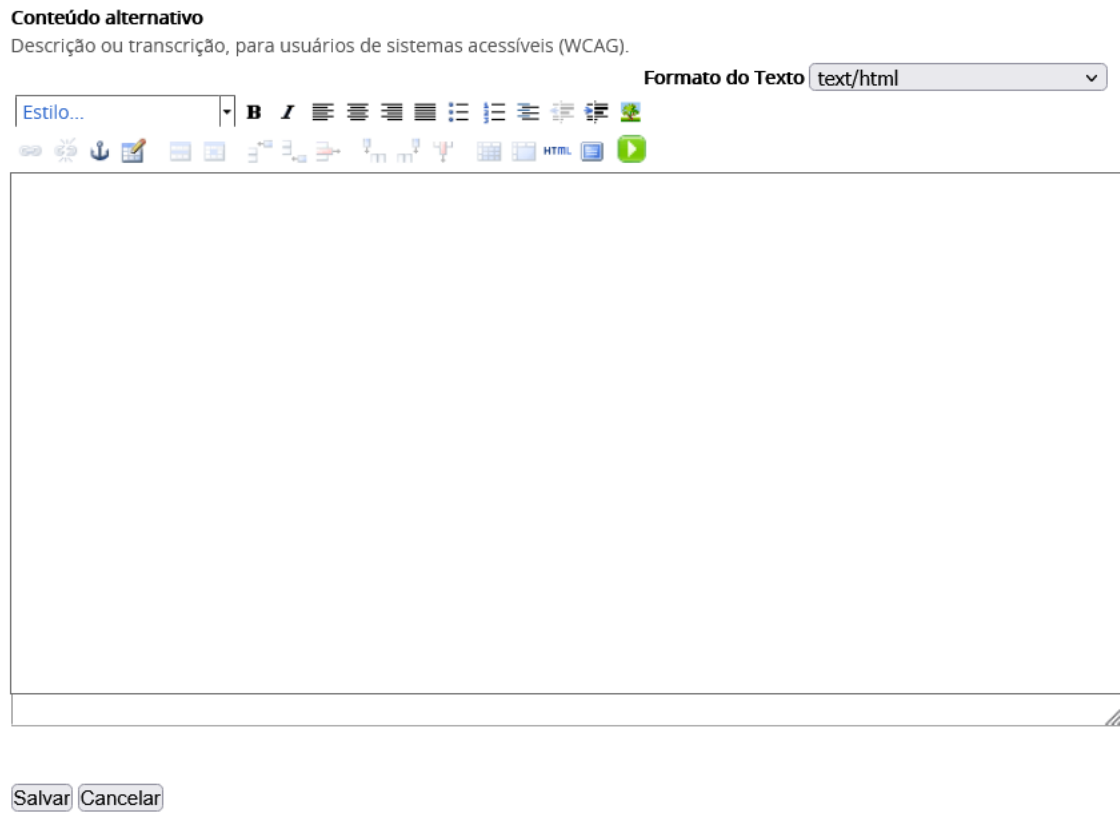 Conteúdo alternativo
Descrição ou transcrição, para usuários de sistemas acessíveis (WCAG).
Formato do Texto text/html
Estilo... B I
HTML
Salvar Cancelar